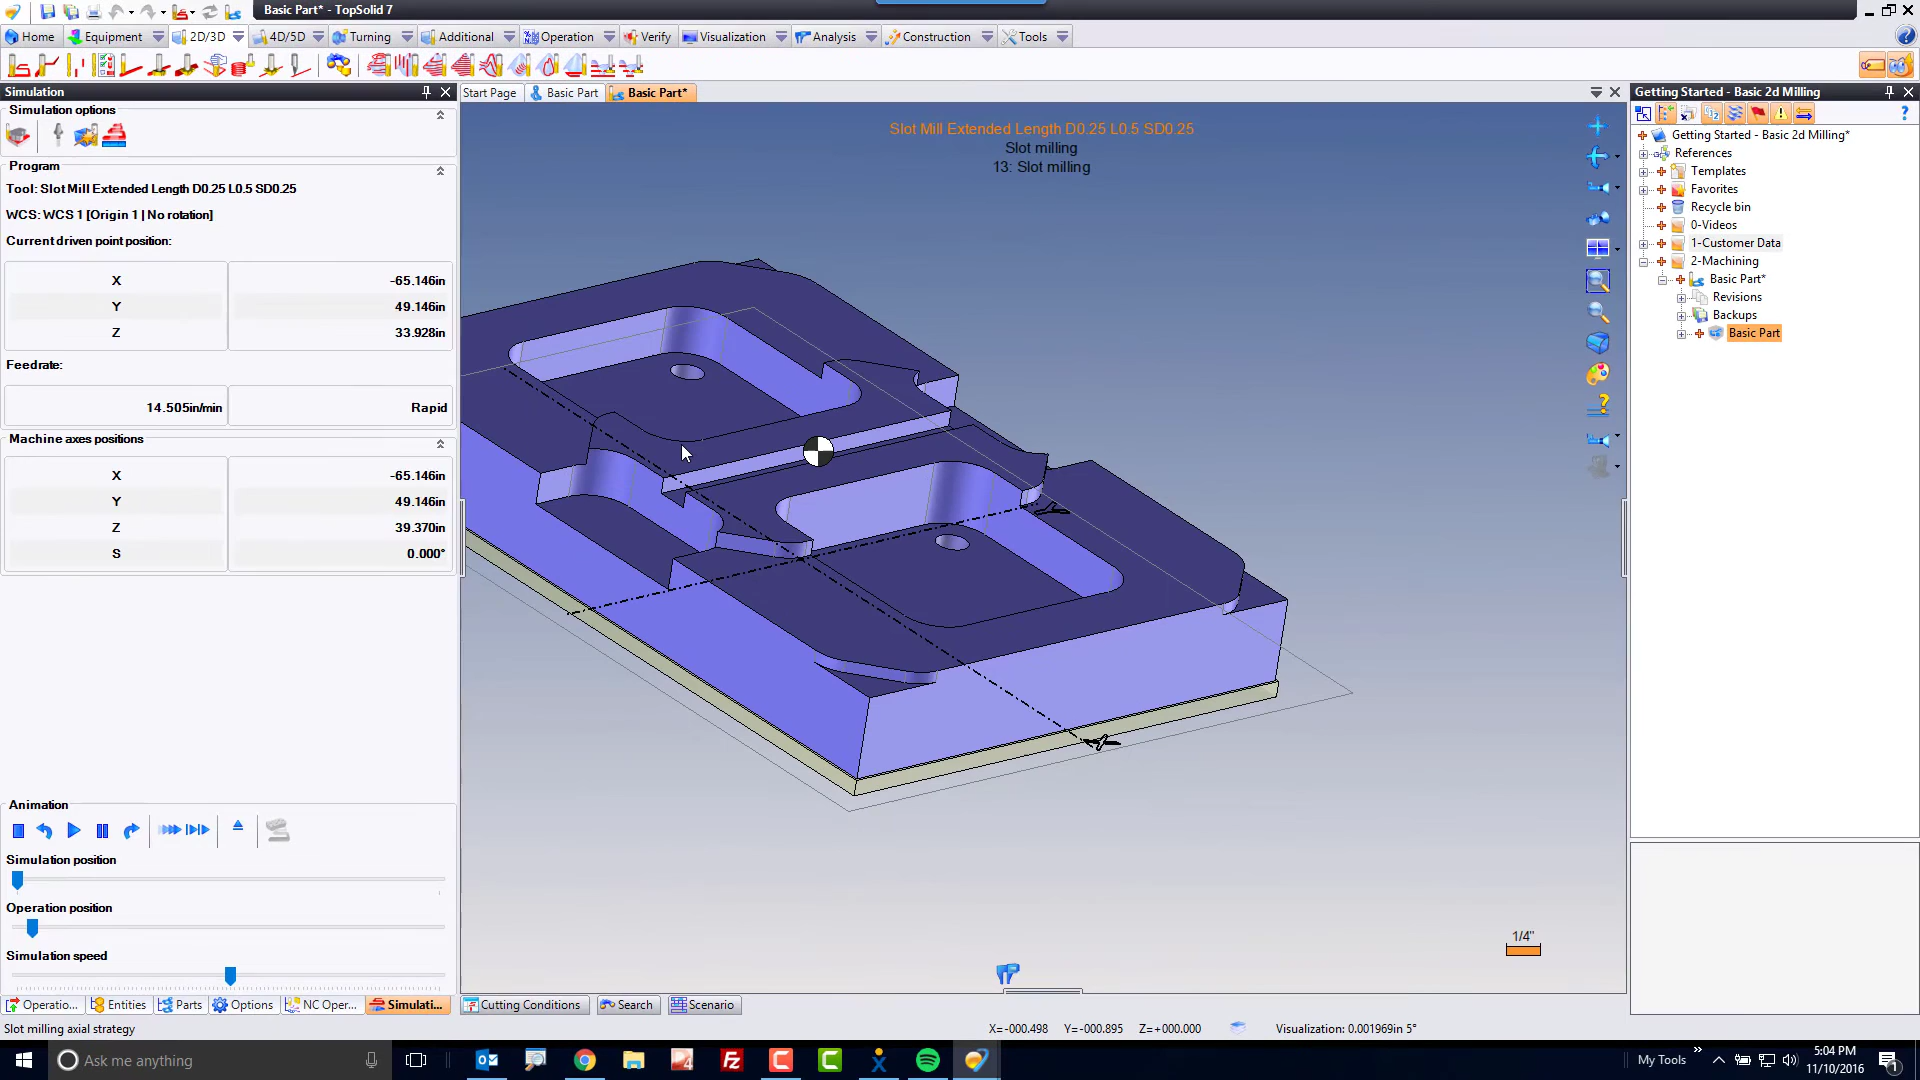 Basic Part* - TopSolid 7
Home Equipment 2D/3D 4D/5D Turning Additional Operation Verify Visualization Analysis Construction Tools
Simulation
Start Page Basic Part Basic Part*
Getting Started - Basic 2d Milling
Simulation options
Program
Tool: Slot Mill Extended Length D0.25 L0.5 SD0.25
WCS: WCS 1 [Origin 1 | No rotation]
Current driven point position:
X -65.146in
Y 49.146in
Z 33.928in
Feedrate:
14.505in/min Rapid
Machine axes positions
X -65.146in
Y 49.146in
Z 39.370in
S 0.000°
Animation
Simulation position
Operation position
Simulation speed
Operatio... Entities Parts Options NC Oper... Simulati...
Slot Mill Extended Length D0.25 L0.5 SD0.25
Slot milling
13: Slot milling
Y
X
1/4"
Cutting Conditions Search Scenario
Getting Started - Basic 2d Milling*
References
Templates
Favorites
Recycle bin
0-Videos
1-Customer Data
2-Machining
Basic Part*
Revisions
Backups
Basic Part
Slot milling axial strategy
X=-000.498 Y=-000.895 Z=+000.000 Visualization: 0.001969in 5°
Ask me anything
My Tools
5:04 PM
11/10/2016
1